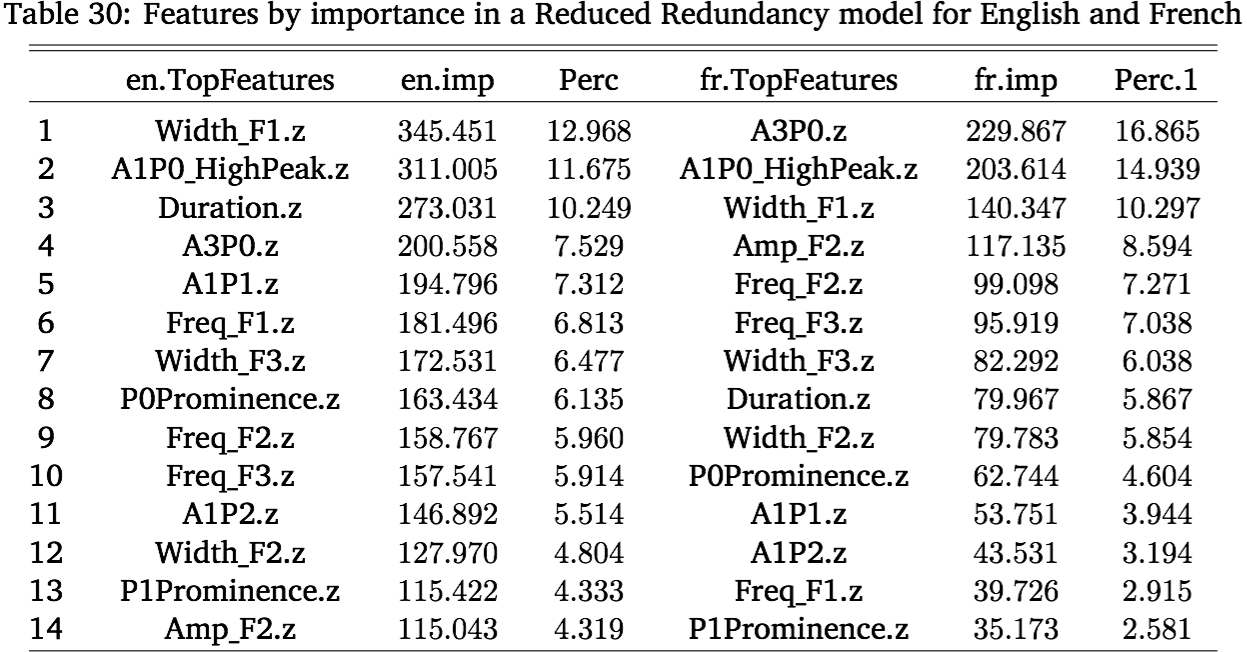 Table 30: Features by importance in a Reduced Redundancy model for English and French
en.TopFeatures en.imp Perc fr.TopFeatures fr.imp Perc.1
1 Width_F1.z 345.451 12.968 A3P0.z 229.867 16.865
2 A1P0_HighPeak.z 311.005 11.675 A1P0_HighPeak.z 203.614 14.939
3 Duration.z 273.031 10.249 Width_F1.z 140.347 10.297
4 A3P0.z 200.558 7.529 Amp_F2.z 117.135 8.594
5 A1P1.z 194.796 7.312 Freq_F2.z 99.098 7.271
6 Freq_F1.z 181.496 6.813 Freq_F3.z 95.919 7.038
7 Width_F3.z 172.531 6.477 Width_F3.z 82.292 6.038
8 P0Prominence.z 163.434 6.135 Duration.z 79.967 5.867
9 Freq_F2.z 158.767 5.960 Width_F2.z 79.783 5.854
10 Freq_F3.z 157.541 5.914 P0Prominence.z 62.744 4.604
11 A1P2.z 146.892 5.514 A1P1.z 53.751 3.944
12 Width_F2.z 127.970 4.804 A1P2.z 43.531 3.194
13 P1Prominence.z 115.422 4.333 Freq_F1.z 39.726 2.915
14 Amp_F2.z 115.043 4.319 P1Prominence.z 35.173 2.581